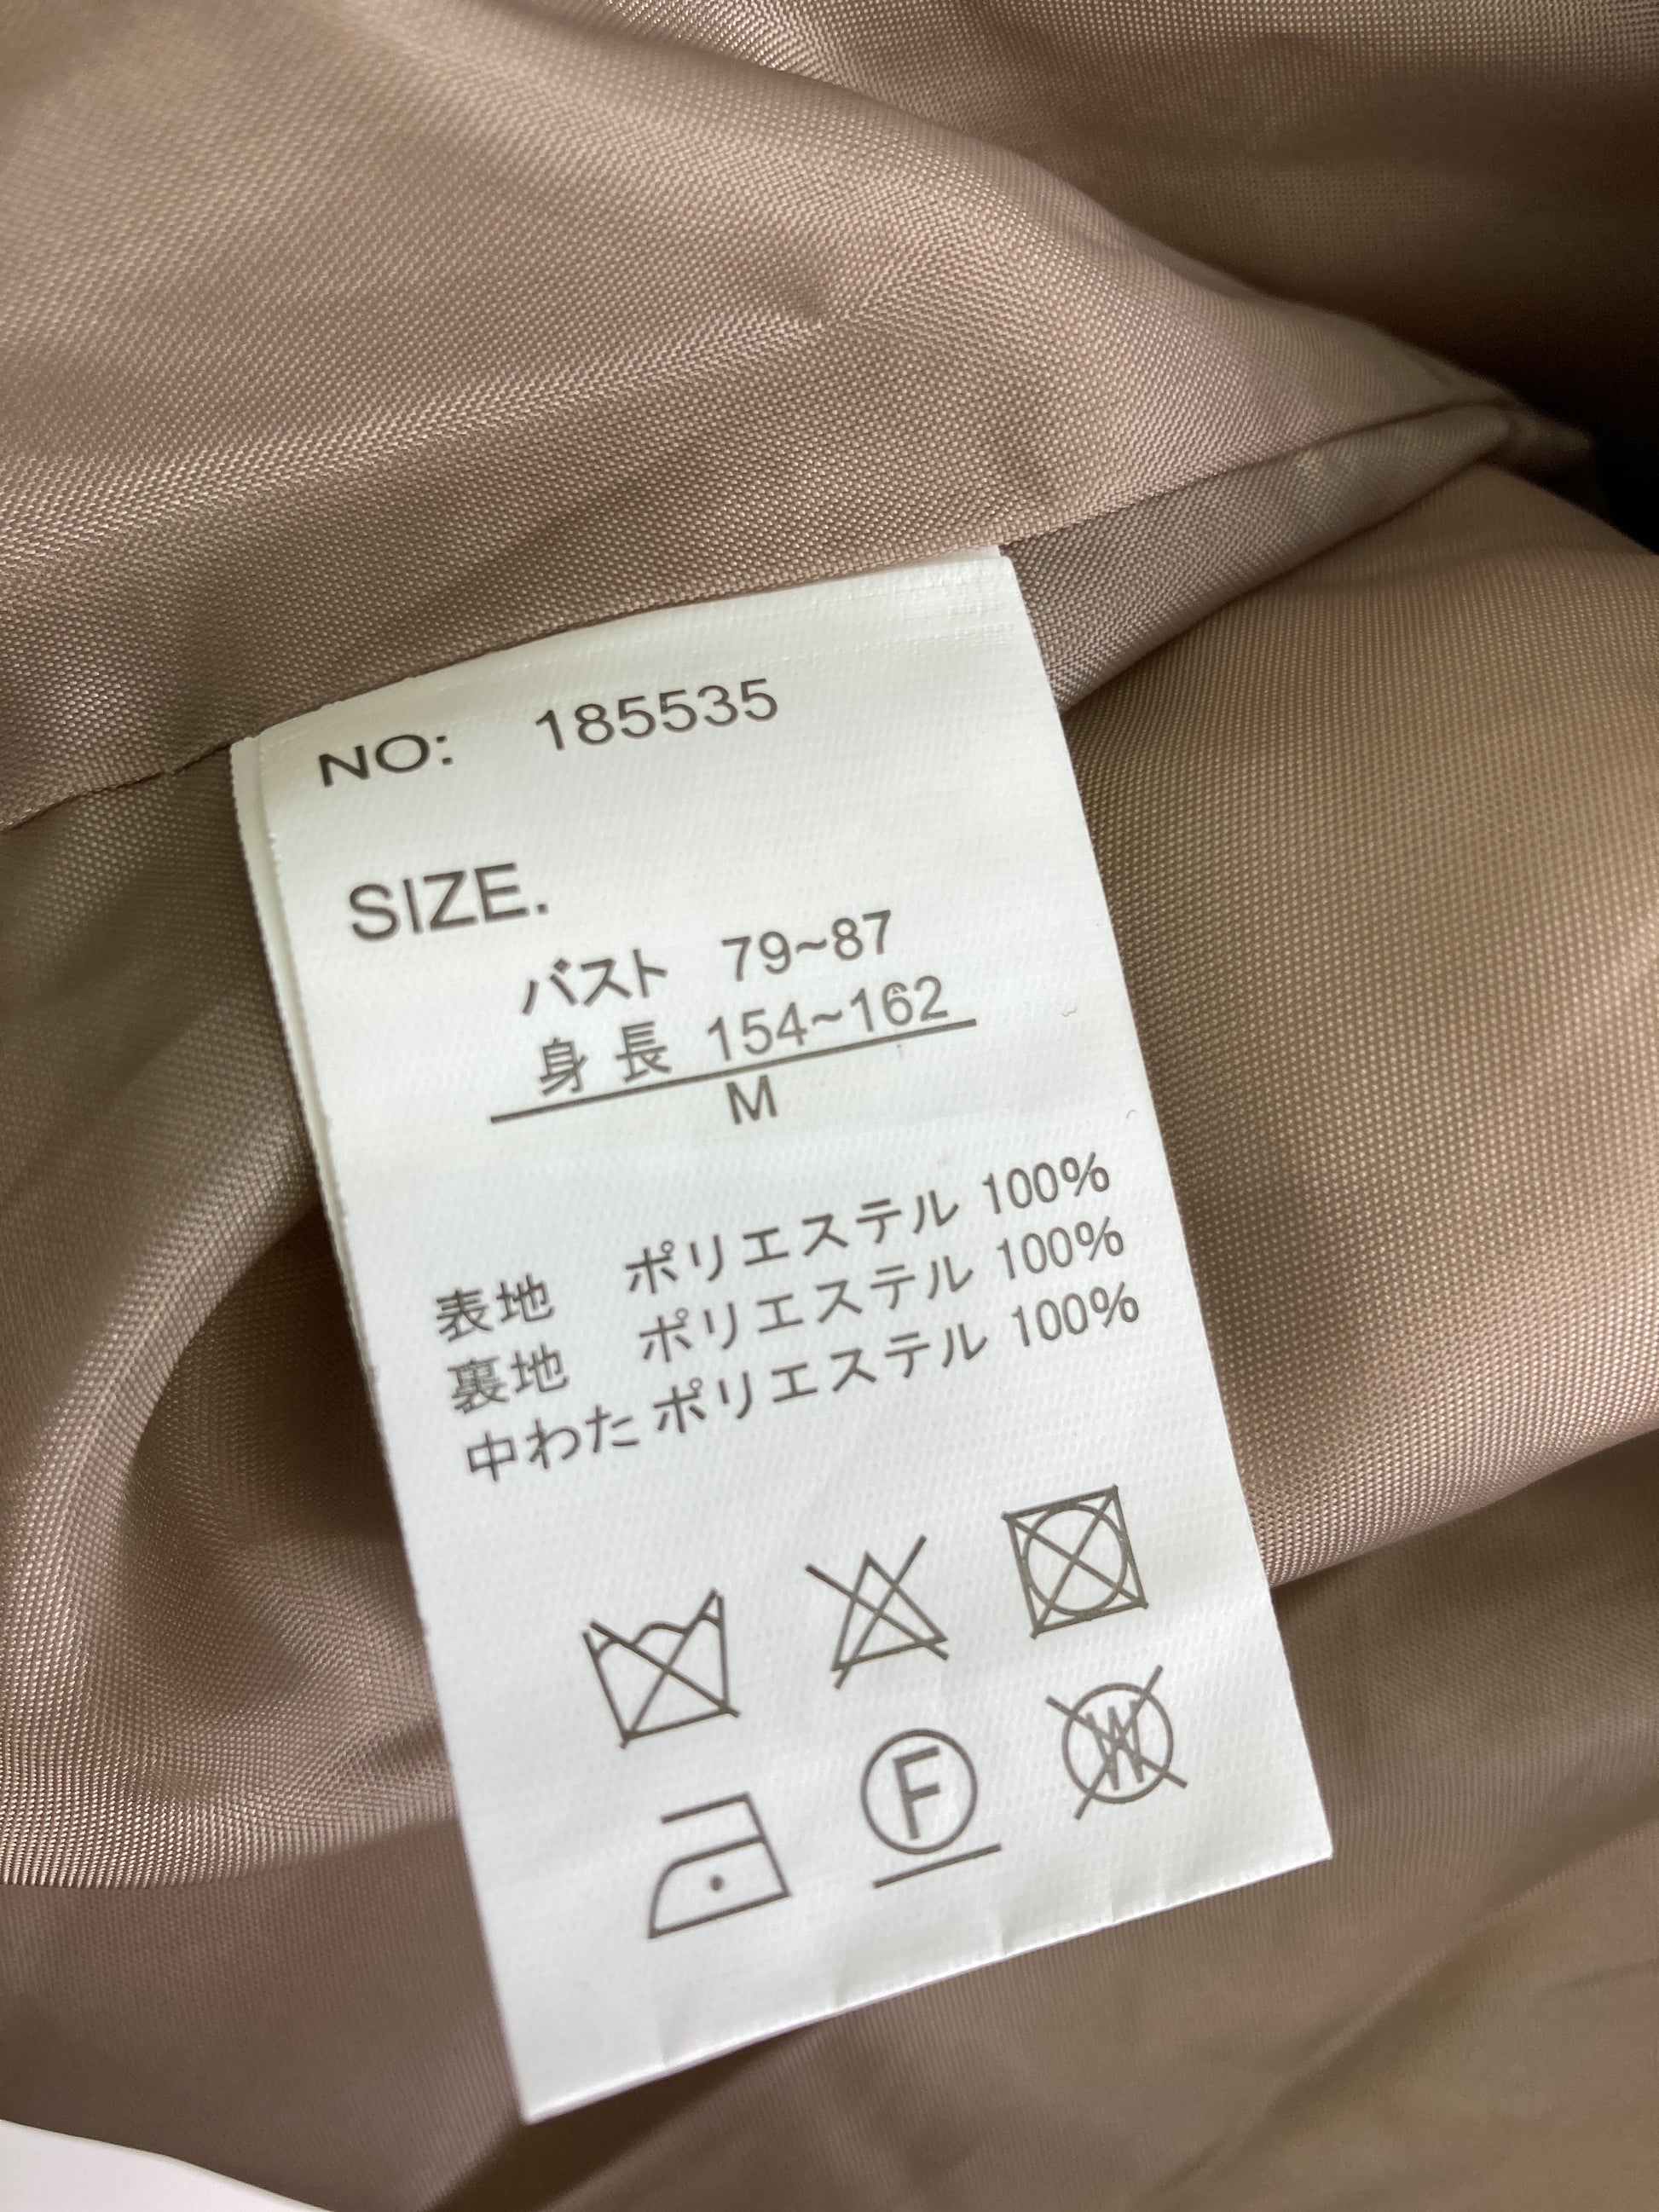 NO: 185535
SIZE.
バスト 79~87
身長 154~162
M
表地 ポリエステル 100%
裏地 ポリエステル 100%
中わた ポリエステル 100%
F
W